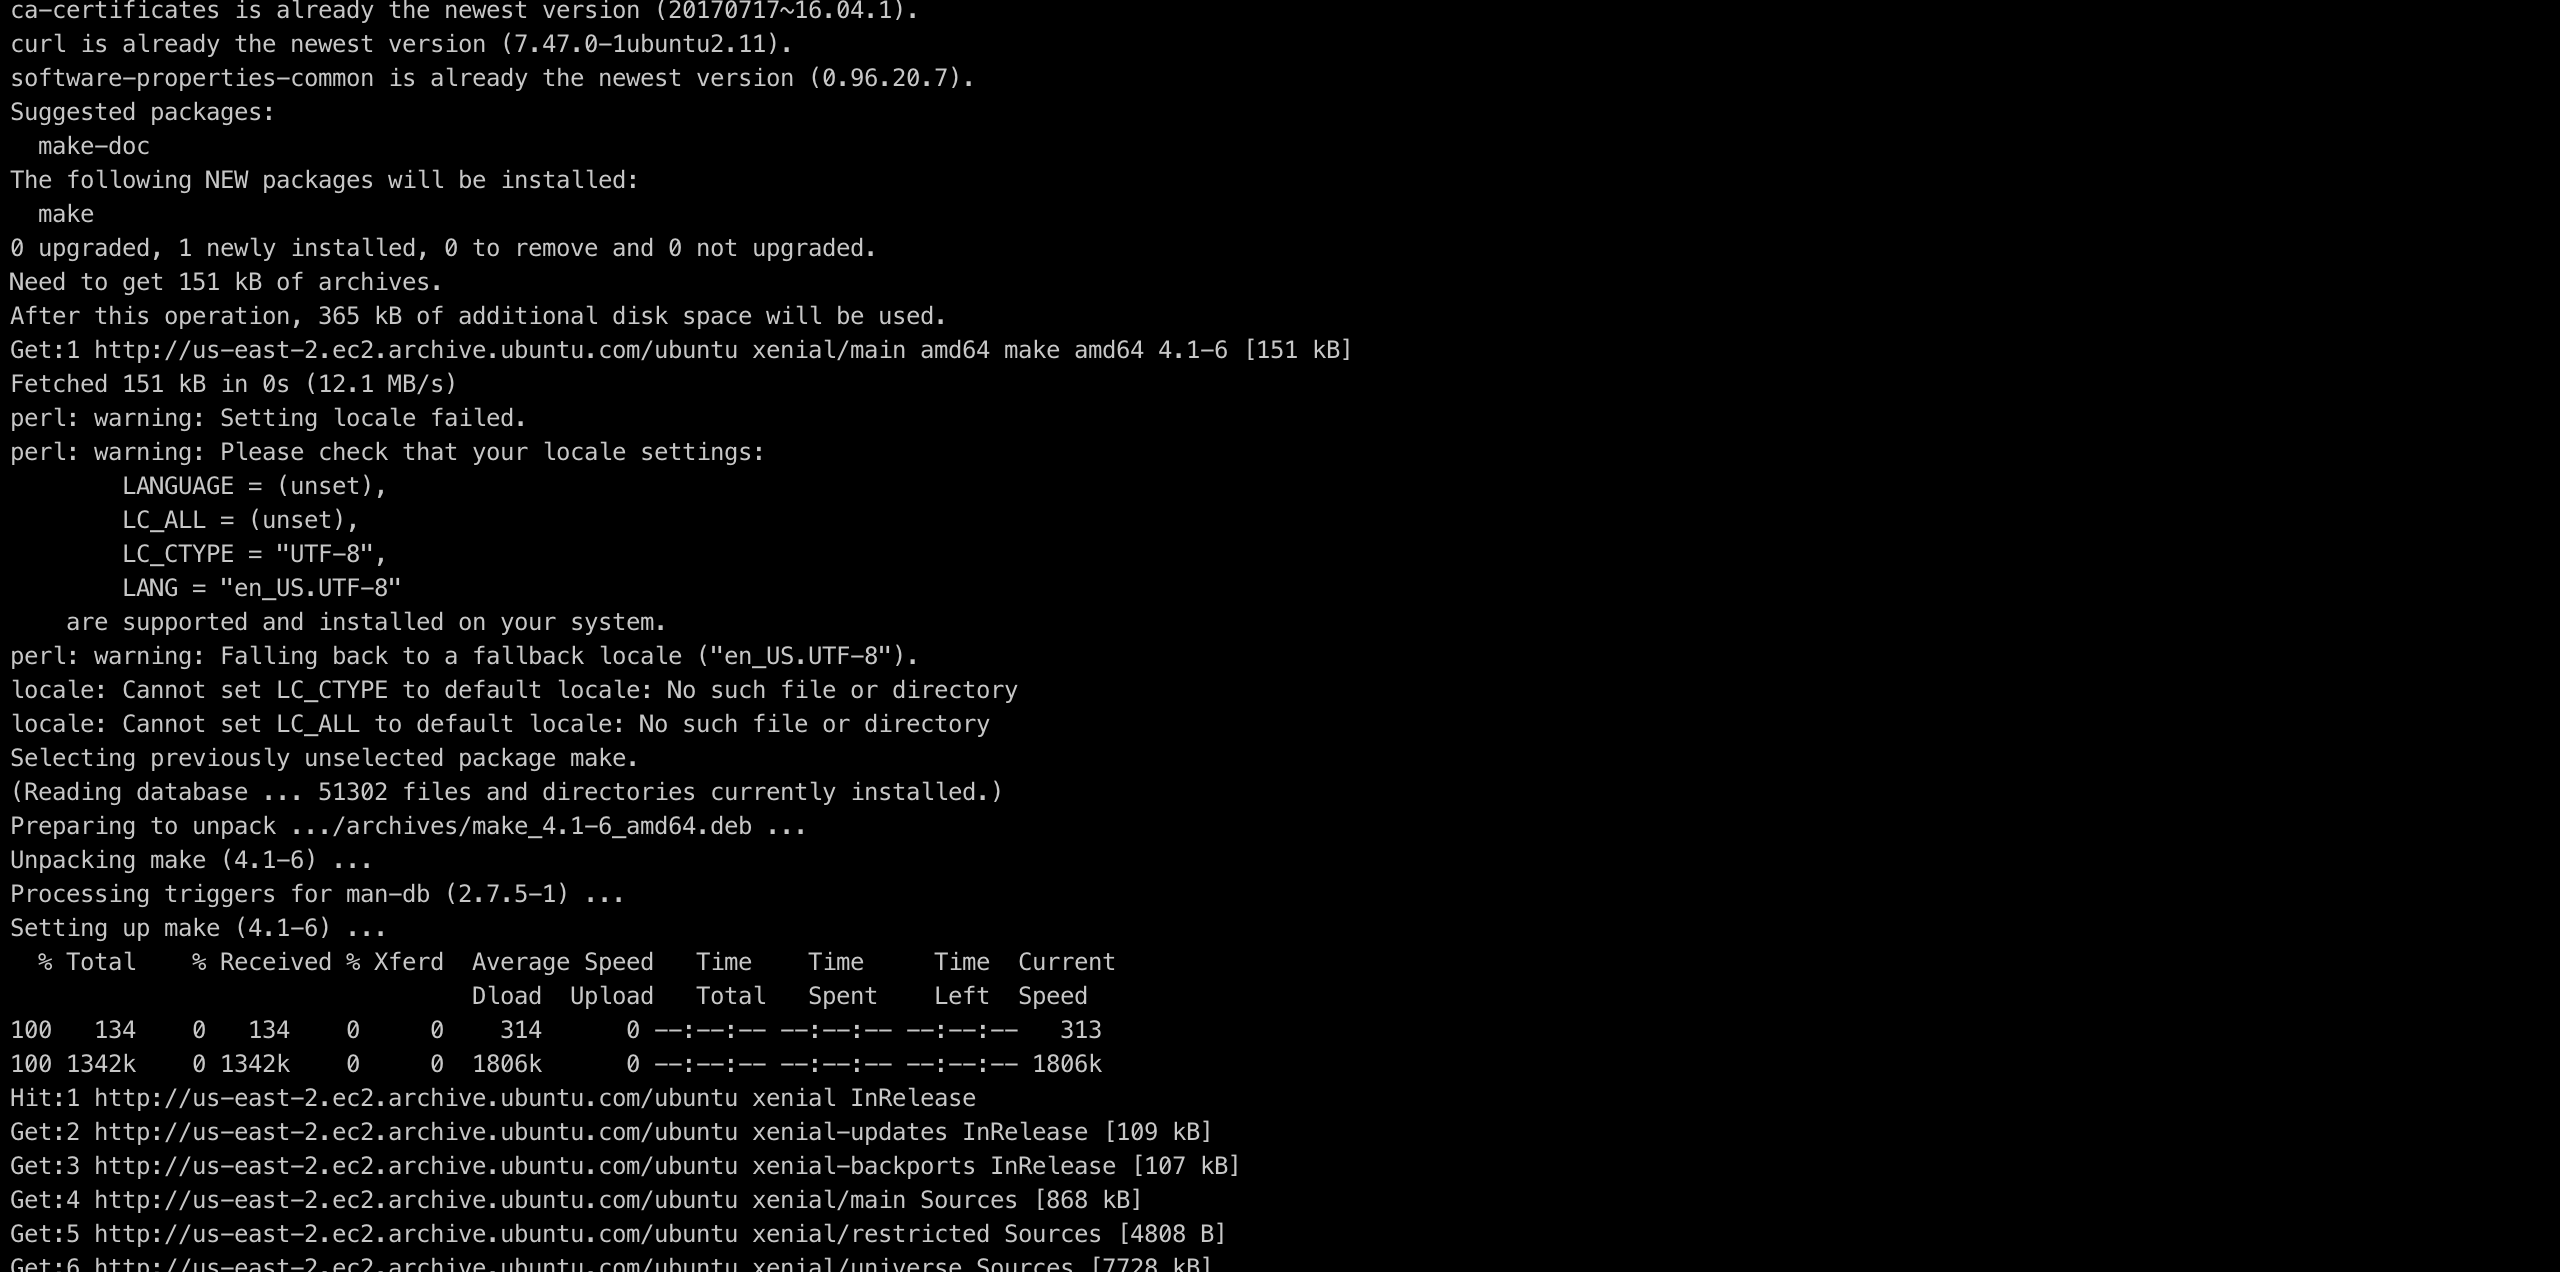 ca-certificates is already the newest version (20170717~16.04.1).
curl is already the newest version (7.47.0-1ubuntu2.11).
software-properties-common is already the newest version (0.96.20.7).
Suggested packages:
  make-doc
The following NEW packages will be installed:
  make
0 upgraded, 1 newly installed, 0 to remove and 0 not upgraded.
Need to get 151 kB of archives.
After this operation, 365 kB of additional disk space will be used.
Get:1 http://us-east-2.ec2.archive.ubuntu.com/ubuntu xenial/main amd64 make amd64 4.1-6 [151 kB]
Fetched 151 kB in 0s (12.1 MB/s)
perl: warning: Setting locale failed.
perl: warning: Please check that your locale settings:
        LANGUAGE = (unset),
        LC_ALL = (unset),
        LC_CTYPE = "UTF-8",
        LANG = "en_US.UTF-8"
    are supported and installed on your system.
perl: warning: Falling back to a fallback locale ("en_US.UTF-8").
locale: Cannot set LC_CTYPE to default locale: No such file or directory
locale: Cannot set LC_ALL to default locale: No such file or directory
Selecting previously unselected package make.
(Reading database ... 51302 files and directories currently installed.)
Preparing to unpack .../archives/make_4.1-6_amd64.deb ...
Unpacking make (4.1-6) ...
Processing triggers for man-db (2.7.5-1) ...
Setting up make (4.1-6) ...
  % Total    % Received % Xferd  Average Speed   Time    Time     Time  Current
                                 Dload  Upload   Total   Spent    Left  Speed
100   134    0   134    0     0    314      0 --:--:-- --:--:-- --:--:--   313
100 1342k    0 1342k    0     0  1806k      0 --:--:-- --:--:-- --:--:-- 1806k
Hit:1 http://us-east-2.ec2.archive.ubuntu.com/ubuntu xenial InRelease
Get:2 http://us-east-2.ec2.archive.ubuntu.com/ubuntu xenial-updates InRelease [109 kB]
Get:3 http://us-east-2.ec2.archive.ubuntu.com/ubuntu xenial-backports InRelease [107 kB]
Get:4 http://us-east-2.ec2.archive.ubuntu.com/ubuntu xenial/main Sources [868 kB]
Get:5 http://us-east-2.ec2.archive.ubuntu.com/ubuntu xenial/restricted Sources [4808 B]
Get:6 http://us-east-2.ec2.archive.ubuntu.com/ubuntu xenial/universe Sources [7728 kB]